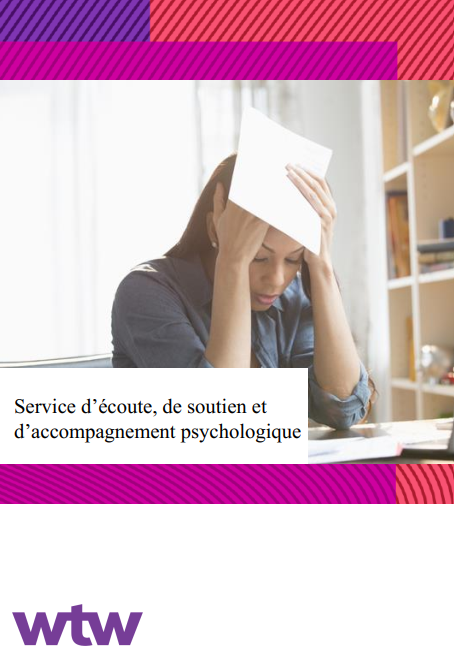 Service d’écoute, de soutien et
d’accompagnement psychologique
wtw